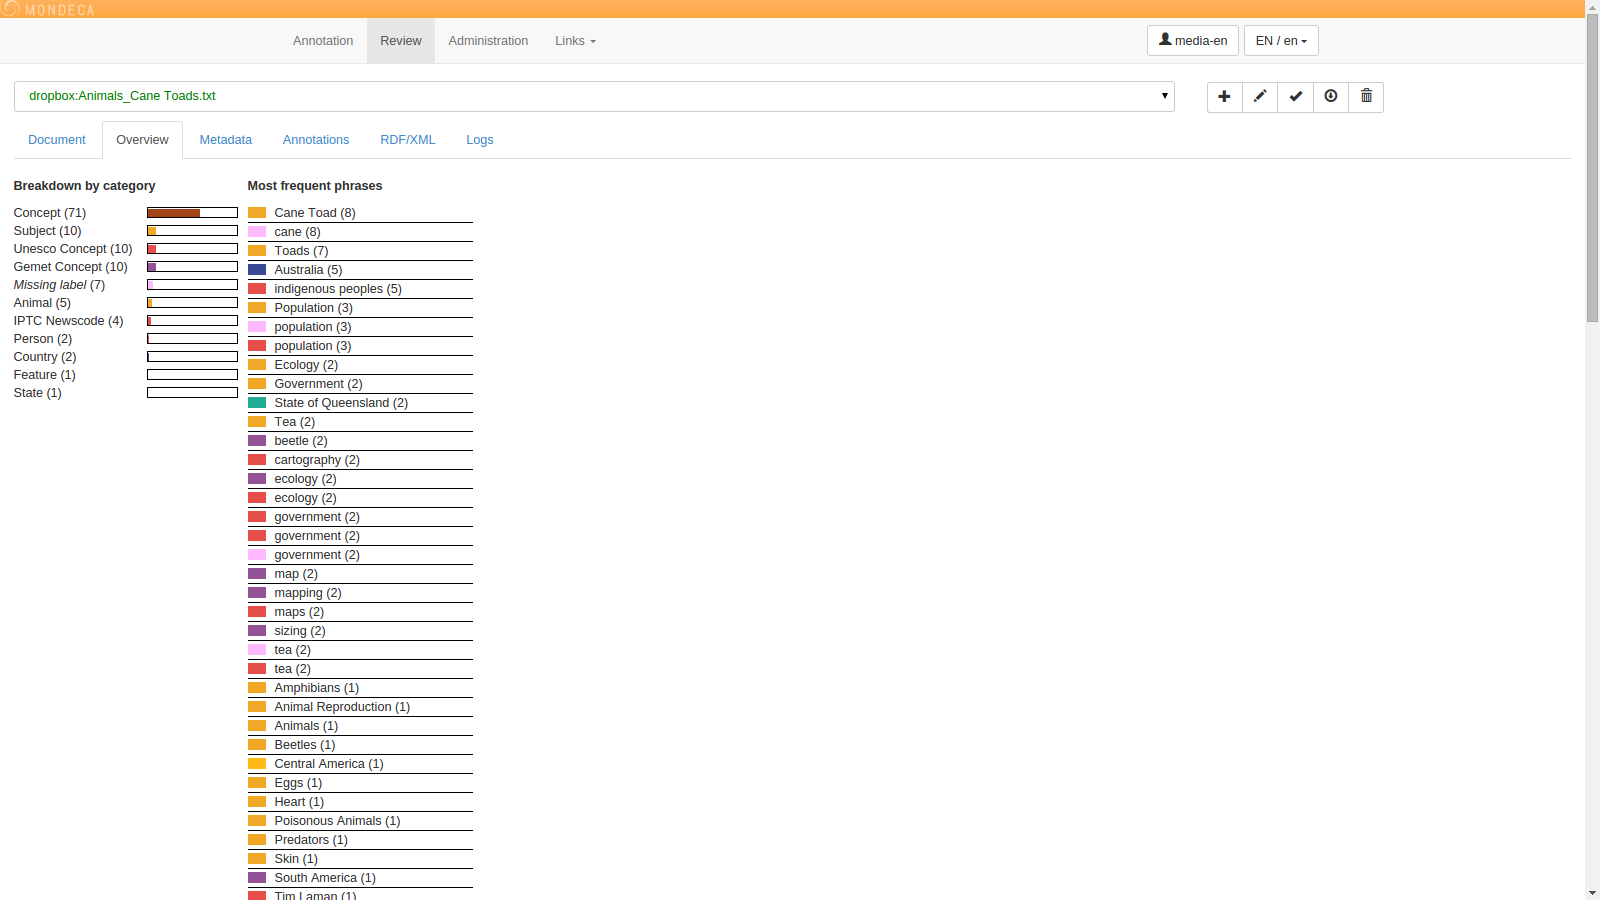 MONDECA
Annotation Review Administration Links media-en EN / en
dropbox:Animals_Cane Toads.txt
Document Overview Metadata Annotations RDF/XML Logs
Breakdown by category
Concept (71)
Subject (10)
Unesco Concept (10)
Gemet Concept (10)
Missing label (7)
Animal (5)
IPTC Newscode (4)
Person (2)
Country (2)
Feature (1)
State (1)
Most frequent phrases
Cane Toad (8)
cane (8)
Toads (7)
Australia (5)
indigenous peoples (5)
Population (3)
population (3)
population (3)
Ecology (2)
Government (2)
State of Queensland (2)
Tea (2)
beetle (2)
cartography (2)
ecology (2)
ecology (2)
government (2)
government (2)
government (2)
map (2)
mapping (2)
maps (2)
sizing (2)
tea (2)
tea (2)
Amphibians (1)
Animal Reproduction (1)
Animals (1)
Beetles (1)
Central America (1)
Eggs (1)
Heart (1)
Poisonous Animals (1)
Predators (1)
Skin (1)
South America (1)
Tim Laman (1)